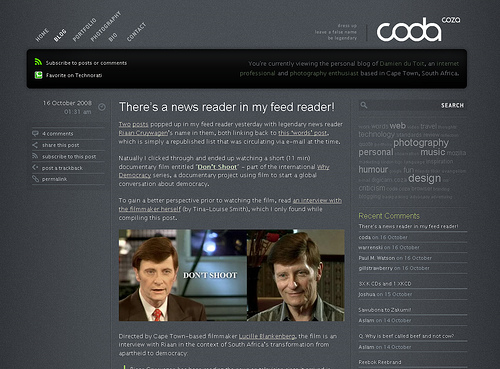 HOME
BLOG
PORTFOLIO
PHOTOGRAPHY
BIO
CONTACT
dress us
leave a false name
be legendary
coda
coza
Subscribe to posts or comments
Favorite on Technorati
You're currently viewing the personal blog of Damien du Toit, an internet
professional and photography enthusiast based in Cape Town, South Africa.
16 October 2008
01:31 am
4 comments
share this post
subscribe to this post
post a trackback
permalink
There's a news reader in my feed reader!
Two posts popped up in my feed reader yesterday with legendary news reader
Riaan Cruywagen's name in them, both linking back to this 'words' post,
which is simply a republished list that was circulating via e-mail at the time.
Naturally I clicked through and ended up watching a short (11 min)
documentary film entitled 'Don't Shoot' – part of the international Why
Democracy series, a documentary project using film to start a global
conversation about democracy.
To gain a better perspective prior to watching the film, read an interview with
the filmmaker herself (by Tina-Louise Smith), which I only found while
compiling this post.
DON'T SHOOT
Directed by Cape Town-based filmmaker Lucilla Blankenberg, the film is an
interview with Riaan in the context of South Africa's transformation from
apartheid to democracy.
SEARCH
words web travel
technology
photography
personal music
humour fun
design
criticism browser
Recent Comments
There's a news reader in my feed reader!
coda on 16 October
warrenski on 16 October
Paul M. Watson on 16 October
gillstranberry on 16 October
3X.K CDs and 1 XKCD
Joshua on 15 October
Sawubona to Zakumi!
Aslam on 14 October
Q: Why is beef called beef and not cow?
Aslam on 14 October
Reebok Reebrand